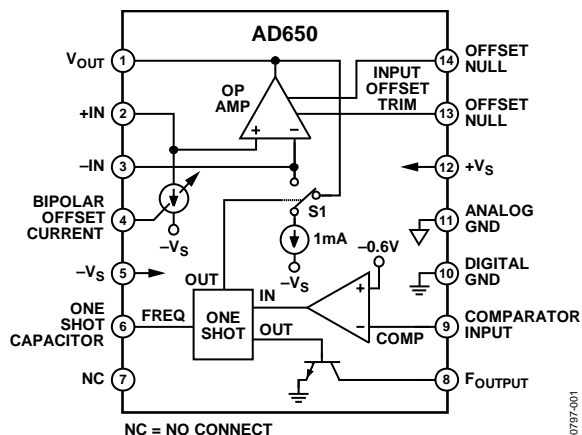 AD650
VOUT
1
+IN
2
–IN
3
BIPOLAR
OFFSET
CURRENT
4
–VS
5
ONE
SHOT
CAPACITOR
6
NC
7
OP
AMP
INPUT
OFFSET
TRIM
+
–
–VS
S1
1mA
–VS
–0.6V
OUT
FREQ
ONE
SHOT
IN
OUT
+
–
COMP
14
OFFSET
NULL
13
OFFSET
NULL
12
+VS
11
ANALOG
GND
10
DIGITAL
GND
9
COMPARATOR
INPUT
8
FOUTPUT
NC = NO CONNECT
0797-001